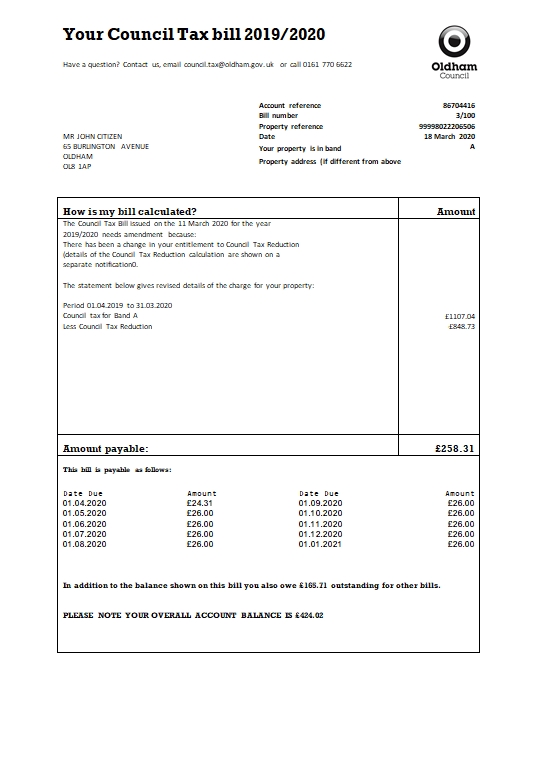 Your Council Tax bill 2019/2020
Have a question? Contact us, email council.tax@oldham.gov.uk or call 0161 770 6622
Oldham
Council
Account reference 86704416
Bill number 3/100
Property reference 99998022206506
MR JOHN CITIZEN Date 18 March 2020
65 BURLINGTON AVENUE Your property is in band A
OLDHAM Property address (if different from above
OL8 1AP
How is my bill calculated? Amount
The Council Tax Bill issued on the 11 March 2020 for the year
2019/2020 needs amendment because:
There has been a change in your entitlement to Council Tax Reduction
(details of the Council Tax Reduction calculation are shown on a
separate notification0.
The statement below gives revised details of the charge for your property:
Period 01.04.2019 to 31.03.2020
Council tax for Band A £1107.04
Less Council Tax Reduction -£848.73
Amount payable: £258.31
This bill is payable as follows:
Date Due Amount Date Due Amount
01.04.2020 £24.31 01.09.2020 £26.00
01.05.2020 £26.00 01.10.2020 £26.00
01.06.2020 £26.00 01.11.2020 £26.00
01.07.2020 £26.00 01.12.2020 £26.00
01.08.2020 £26.00 01.01.2021 £26.00
In addition to the balance shown on this bill you also owe £165.71 outstanding for other bills.
PLEASE NOTE YOUR OVERALL ACCOUNT BALANCE IS £424.02